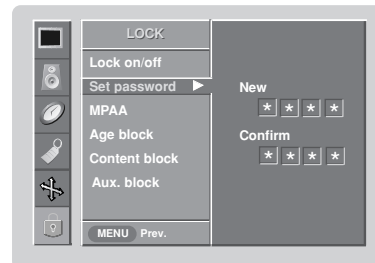 LOCK
Lock on/off
Set password ▶
MPAA
Age block
Content block
Aux. block
MENU Prev.
New
* * * *
Confirm
* * * *